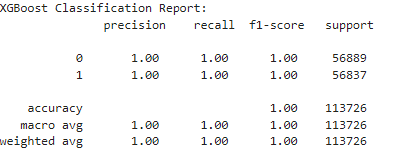 XGBoost Classification Report:
precision recall f1-score support
0 1.00 1.00 1.00 56889
1 1.00 1.00 1.00 56837
accuracy 1.00 113726
macro avg 1.00 1.00 1.00 113726
weighted avg 1.00 1.00 1.00 113726